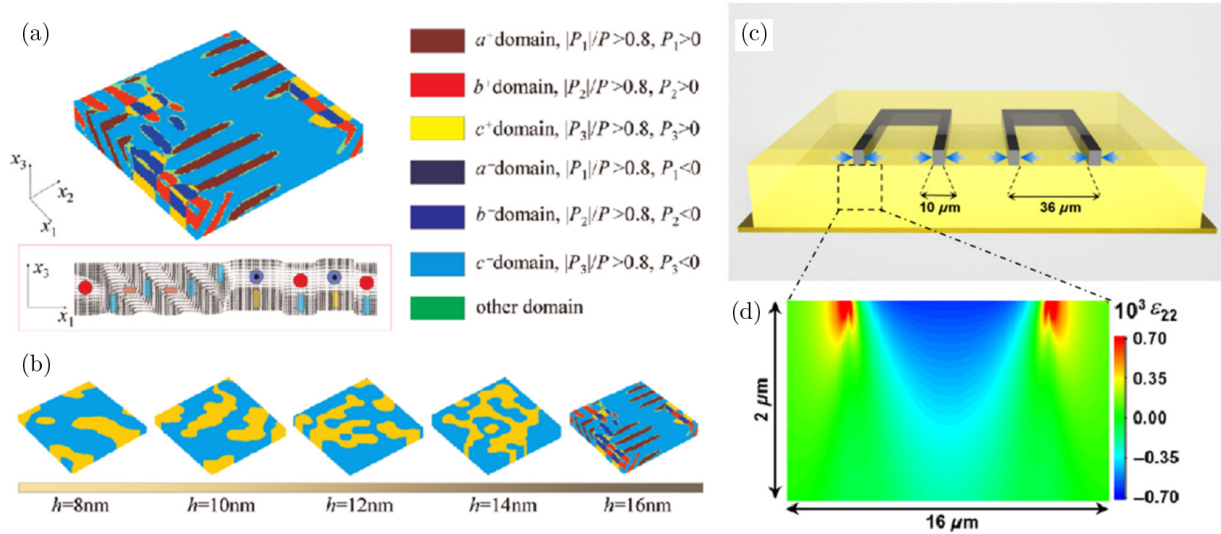 (a)
a⁺domain, |P₁|/P>0.8, P₁>0
b⁺domain, |P₂|/P>0.8, P₂>0
c⁺domain, |P₃|/P>0.8, P₃>0
a⁻domain, |P₁|/P>0.8, P₁<0
b⁻domain, |P₂|/P>0.8, P₂<0
c⁻domain, |P₃|/P>0.8, P₃<0
other domain
x₃
x₂
x₁
x₃
x₁
(b)
h=8nm
h=10nm
h=12nm
h=14nm
h=16nm
(c)
10 μm
36 μm
(d)
10³ ε₂₂
0.70
0.35
0.00
−0.35
−0.70
2 μm
16 μm